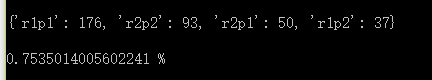 {'r1p1': 176, 'r2p2': 93, 'r2p1': 50, 'r1p2': 37}
0.7535014005602241 %